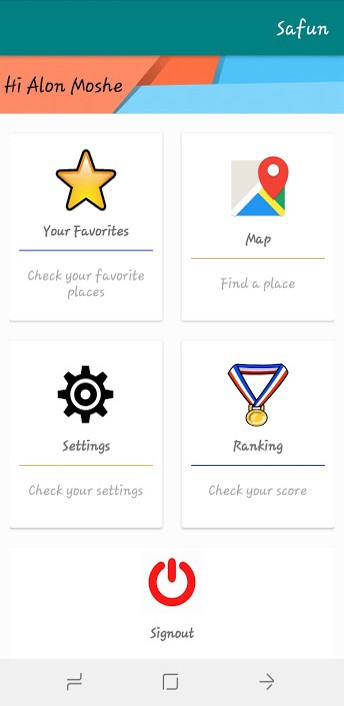 Safun
Hi Alon Moshe
Your Favorites
Check your favorite
places
Map
Find a place
Settings
Check your settings
Ranking
Check your score
Signout